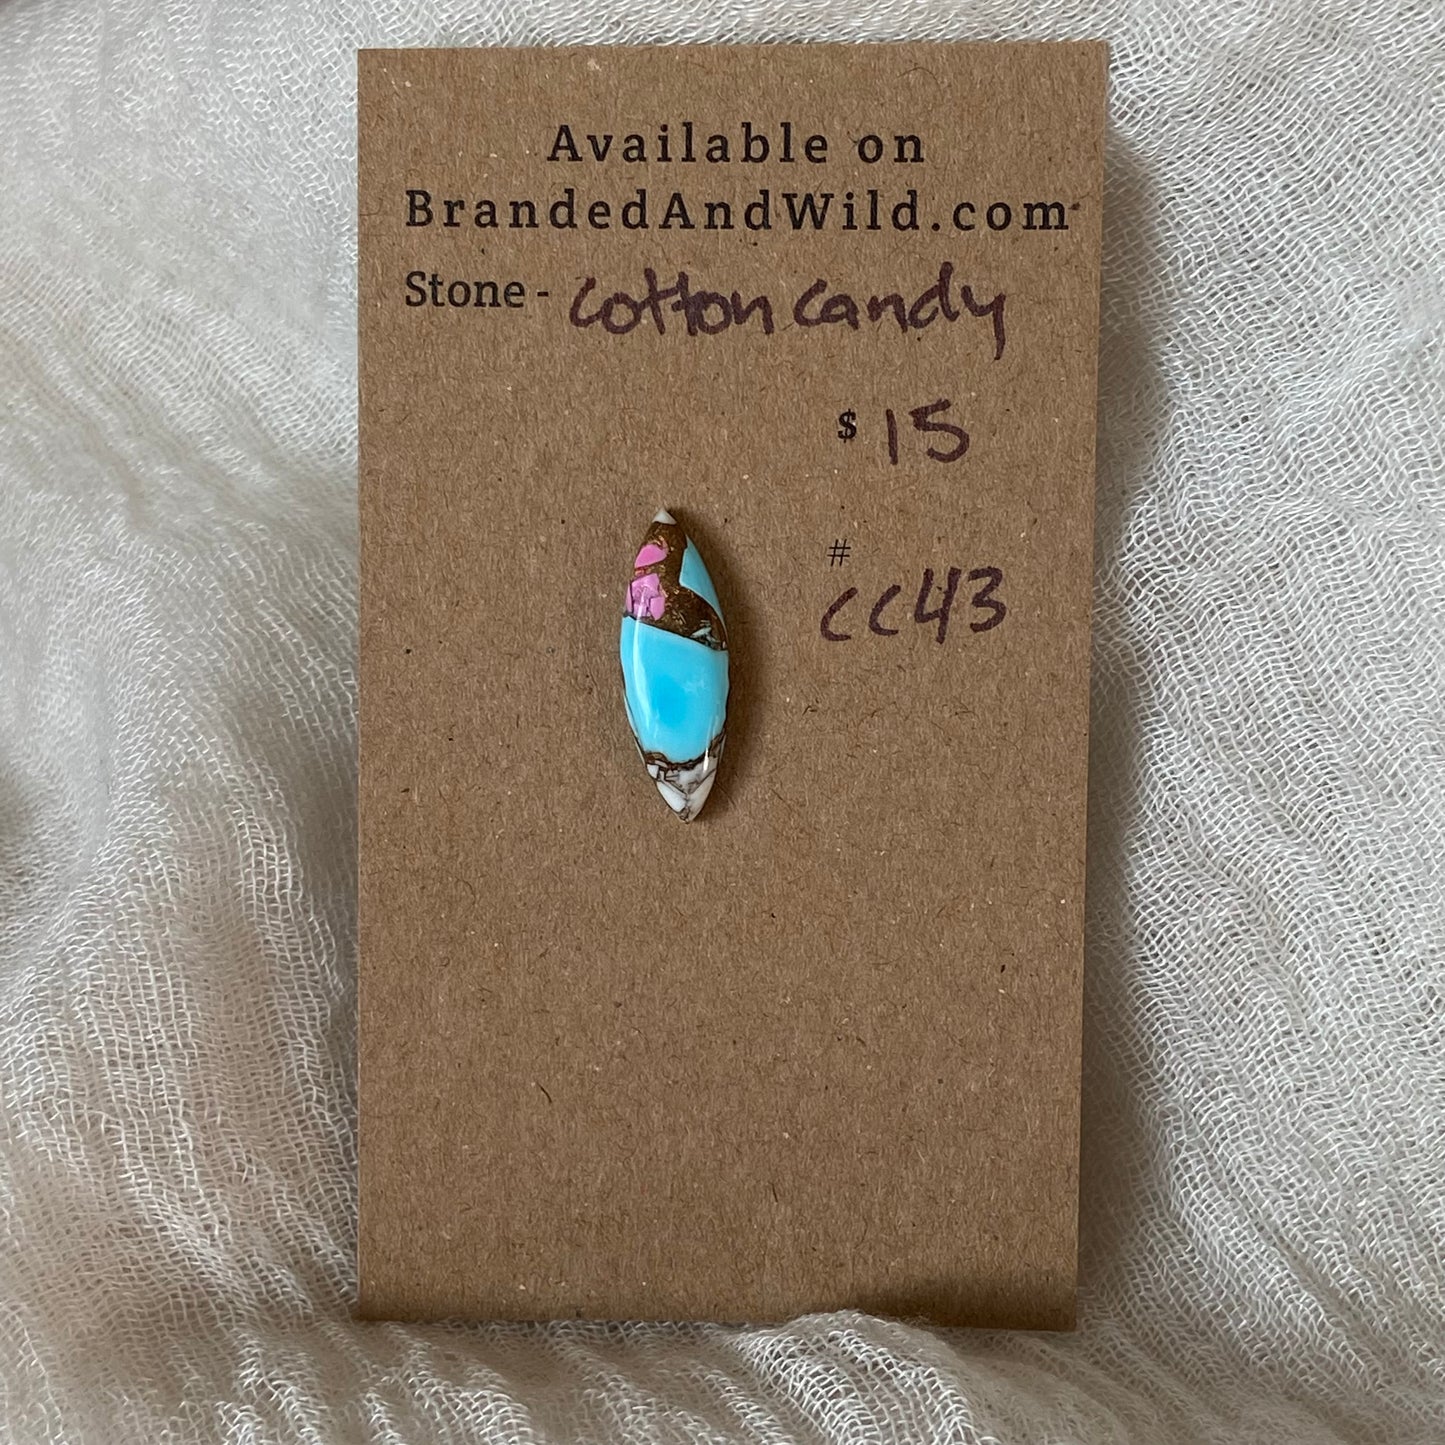 Available on
BrandedAndWild.com
Stone - cotton candy
$ 15
#
CC43